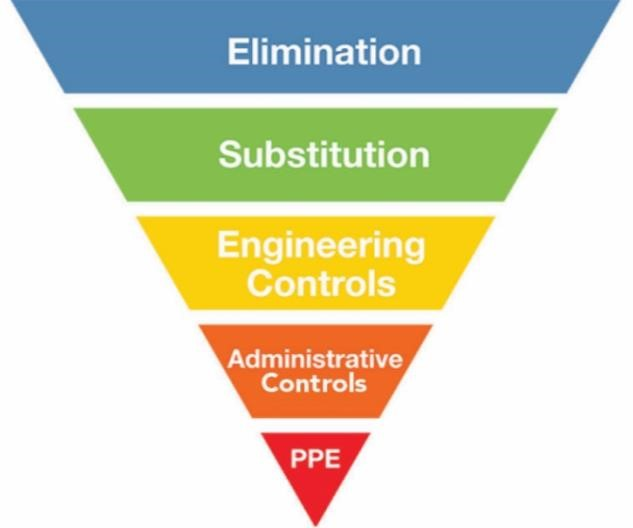 Elimination
Substitution
Engineering
Controls
Administrative
Controls
PPE